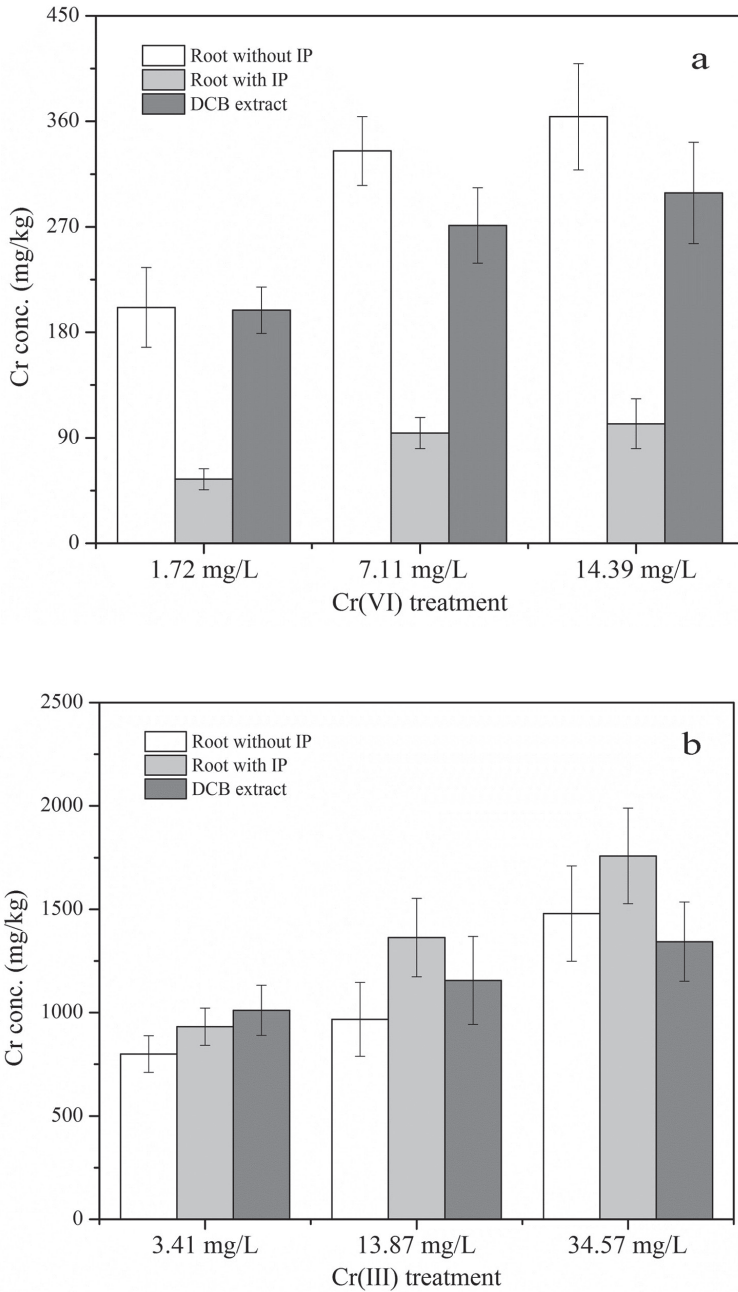 450
360
270
180
90
0
Cr conc. (mg/kg)
Root without IP
Root with IP
DCB extract
a
1.72 mg/L 7.11 mg/L 14.39 mg/L
Cr(VI) treatment
2500
2000
1500
1000
500
0
Cr conc. (mg/kg)
Root without IP
Root with IP
DCB extract
b
3.41 mg/L 13.87 mg/L 34.57 mg/L
Cr(III) treatment